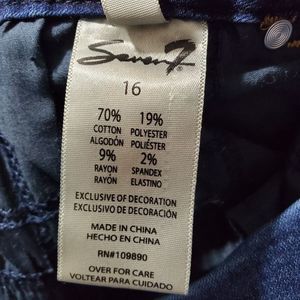 Seven7®
16
70% 19%
COTTON POLYESTER
ALGODÓN POLIÉSTER
9% 2%
RAYON SPANDEX
RAYÓN ELASTINO
EXCLUSIVE OF DECORATION
EXCLUSIVO DE DECORACIÓN
MADE IN CHINA
HECHO EN CHINA
RN#109890
OVER FOR CARE
VOLTEAR PARA CUIDADO